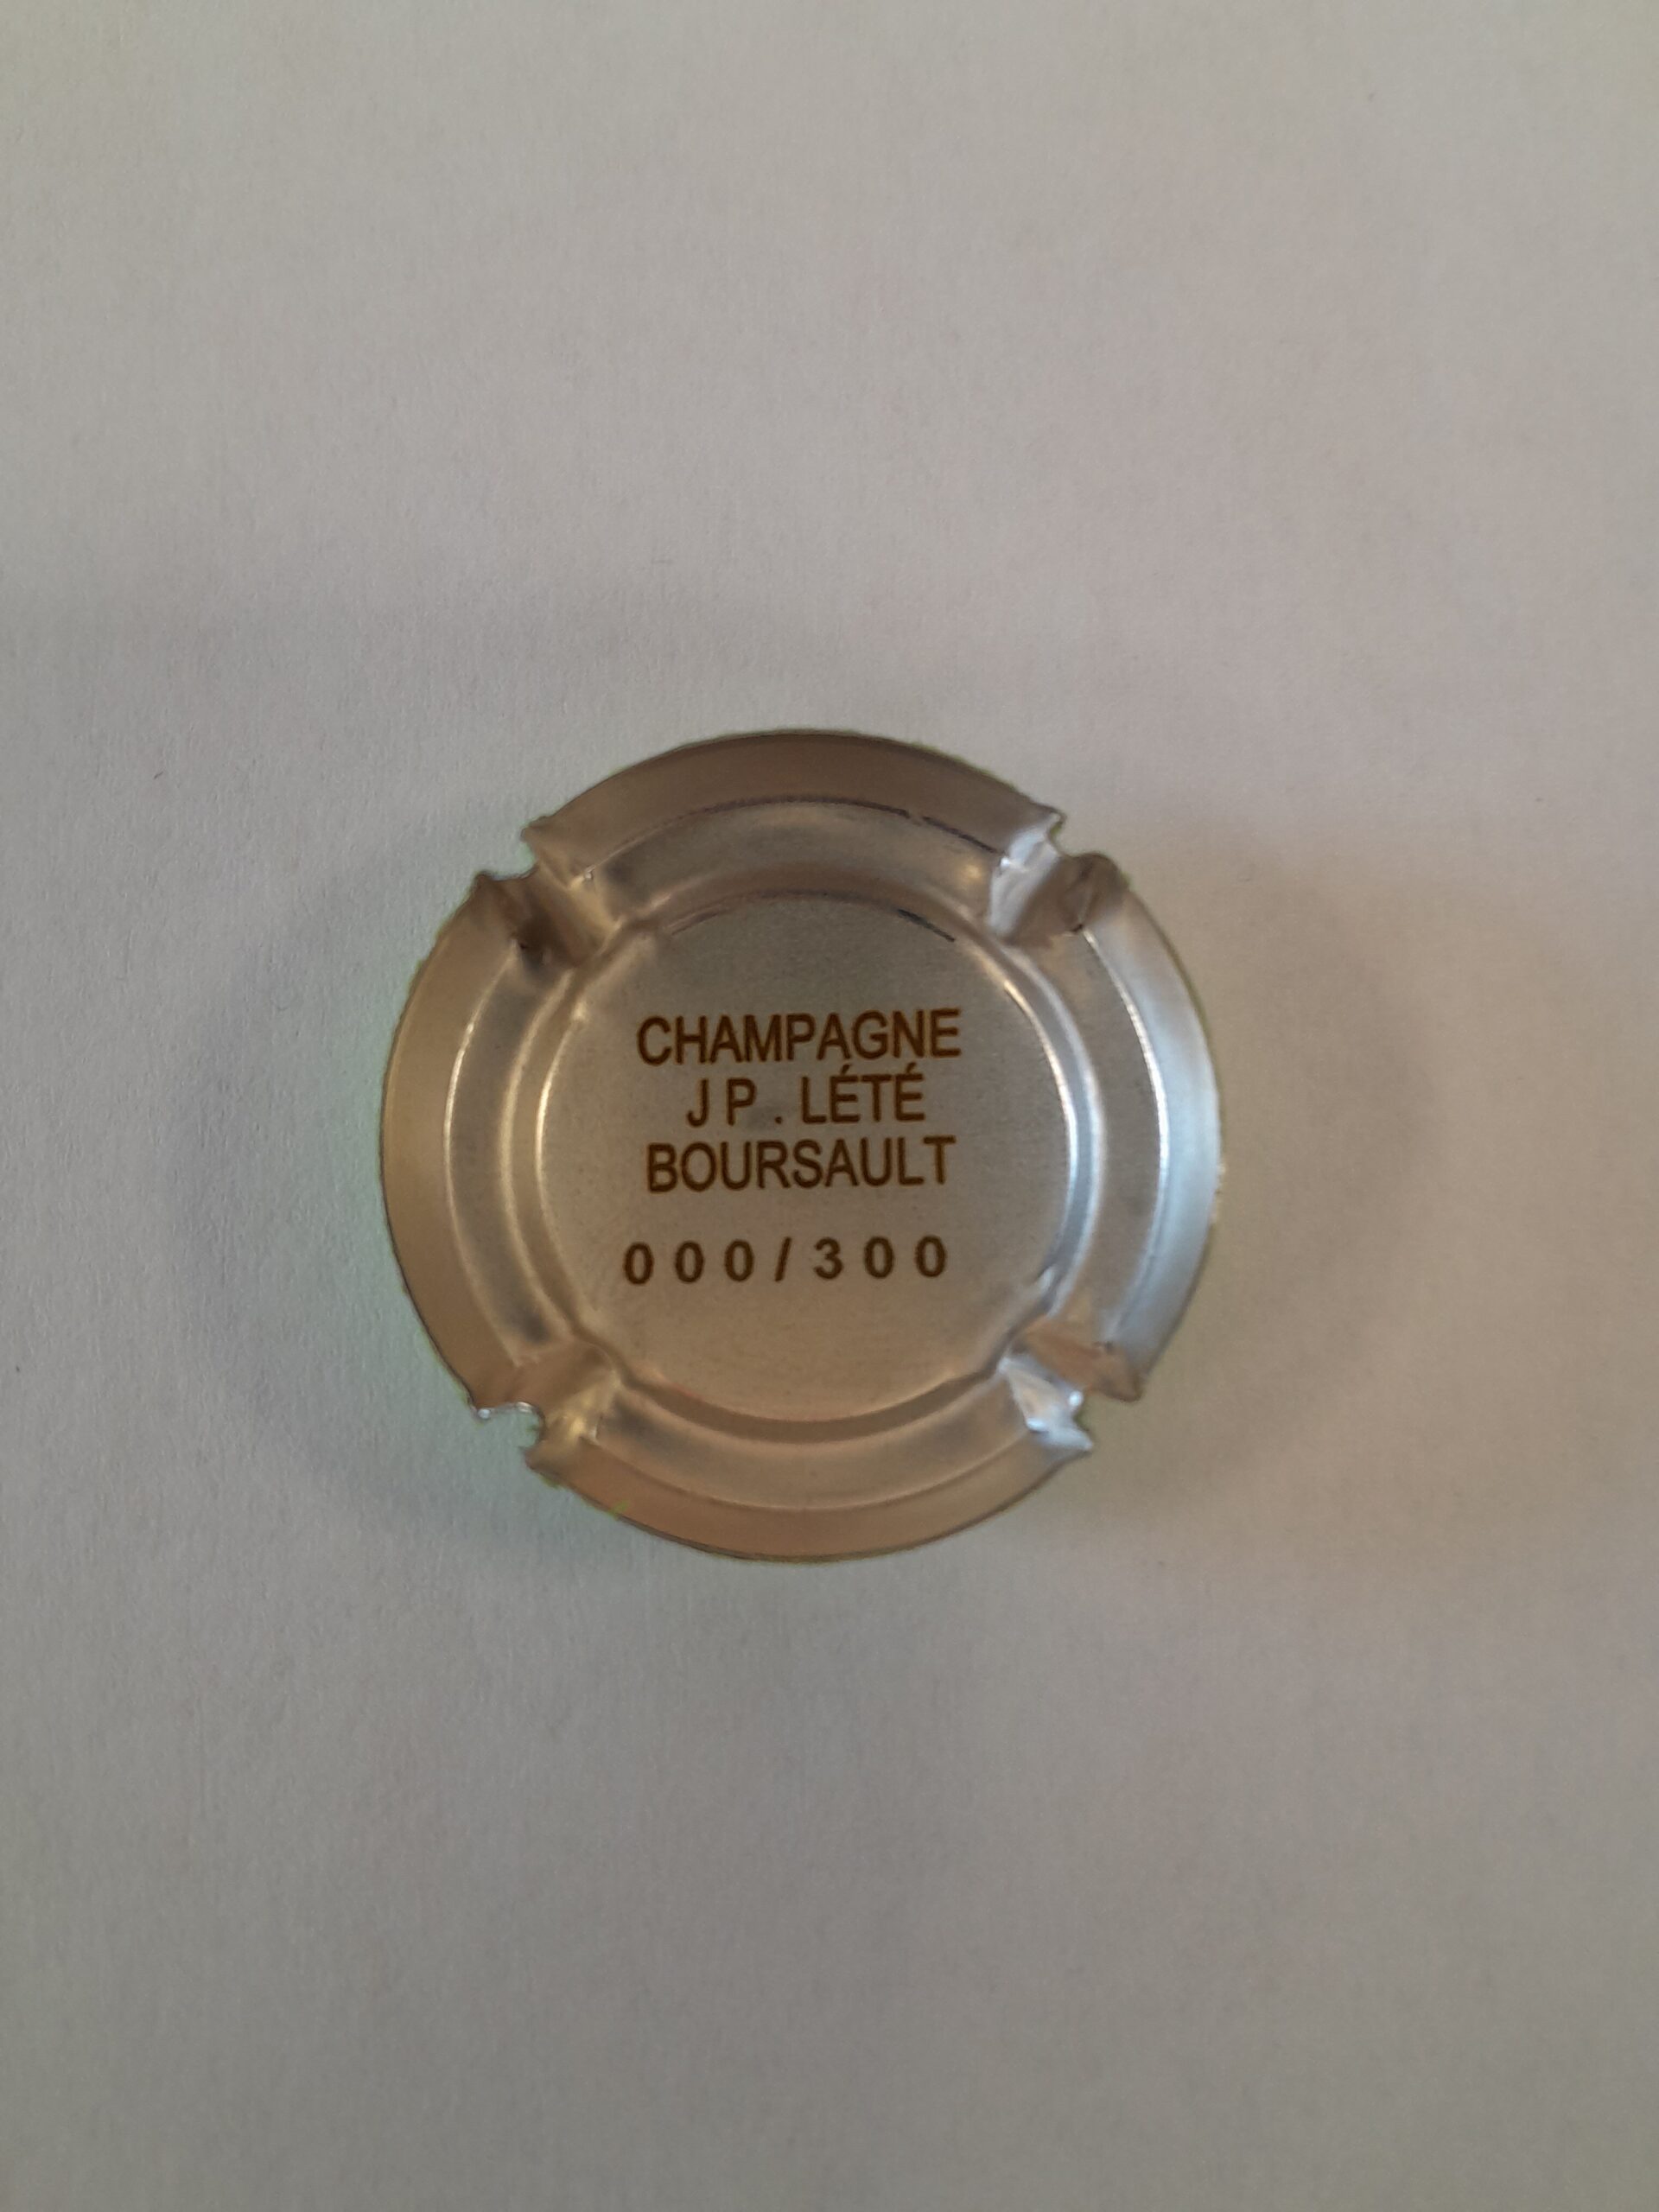 CHAMPAGNE
J P . LÉTÉ
BOURSAULT
000/300